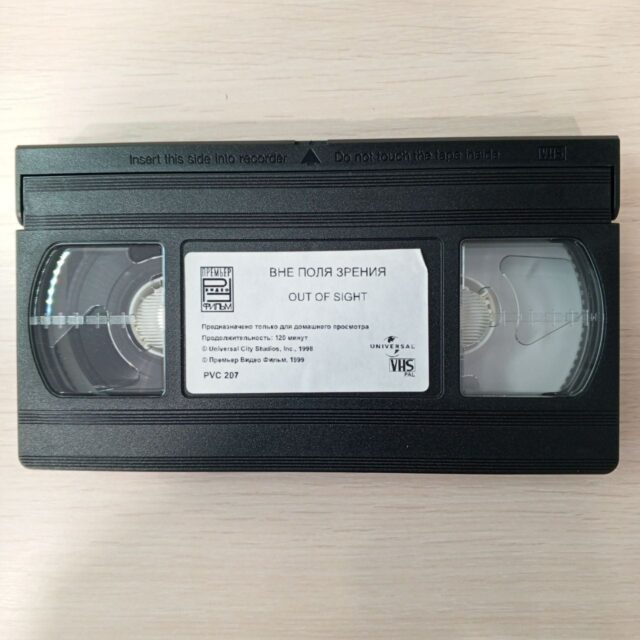 Insert this side into recorder ▲ Do not touch the tape inside VHS
ПРЕМЬЕР
ВИДЕО
ФИЛЬМ
ВНЕ ПОЛЯ ЗРЕНИЯ
OUT OF SIGHT
Предназначено только для домашнего просмотра
Продолжительность: 120 минут
© Universal City Studios, Inc., 1998
© Премьер Видео Фильм, 1999
PVC 207
UNIVERSAL
VHS
PAL